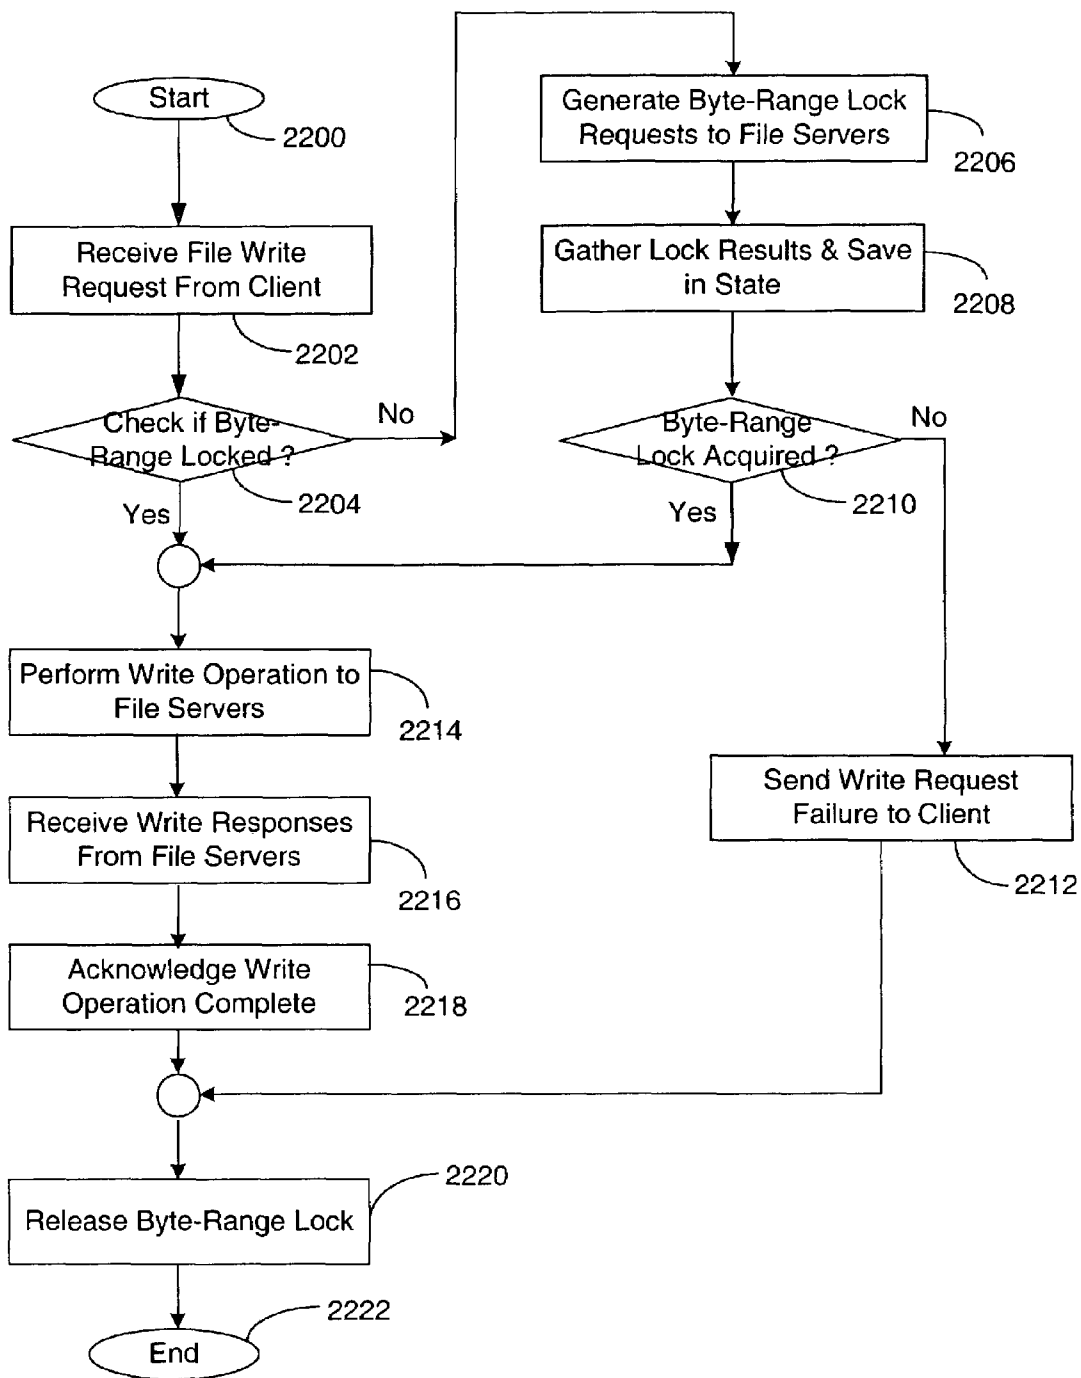 Start
2200
Receive File Write
Request From Client
2202
Check if Byte-
Range Locked ?
No
2204
Yes
Generate Byte-Range Lock
Requests to File Servers
2206
Gather Lock Results & Save
in State
2208
Byte-Range
Lock Acquired ?
No
2210
Yes
Perform Write Operation to
File Servers
2214
Receive Write Responses
From File Servers
2216
Send Write Request
Failure to Client
2212
Acknowledge Write
Operation Complete
2218
Release Byte-Range Lock
2220
End
2222